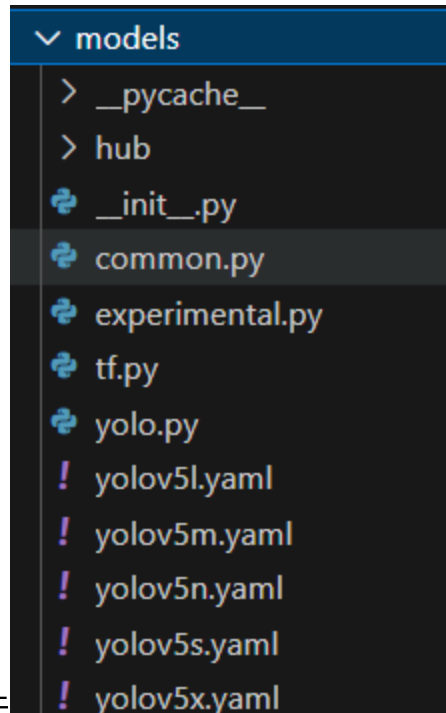 models
__pycache__
hub
__init__.py
common.py
experimental.py
tf.py
yolo.py
yolov5l.yaml
yolov5m.yaml
yolov5n.yaml
yolov5s.yaml
yolov5x.yaml